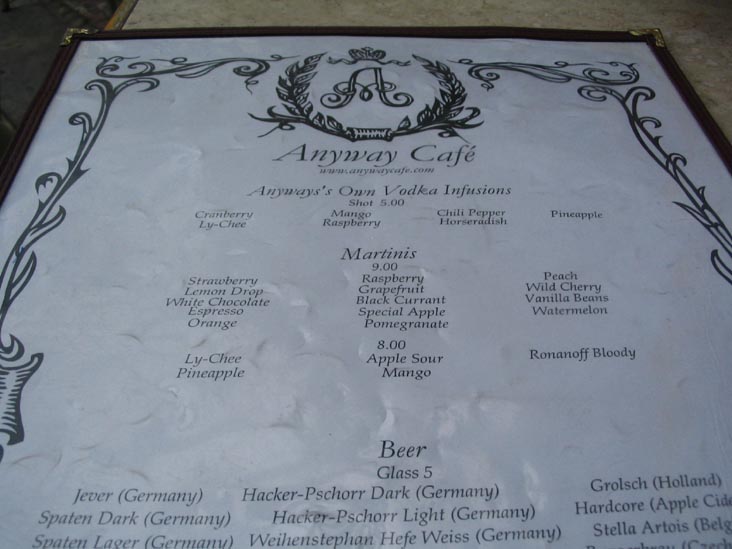 A
Anyway Café
www.anywaycafe.com
Anyways's Own Vodka Infusions
Shot 5.00
Cranberry Mango Chili Pepper Pineapple
Ly-Chee Raspberry Horseradish
Martinis
9.00
Strawberry Raspberry Peach
Lemon Drop Grapefruit Wild Cherry
White Chocolate Black Currant Vanilla Beans
Espresso Special Apple Watermelon
Orange Pomegranate
8.00
Ly-Chee Apple Sour Ronanoff Bloody
Pineapple Mango
Beer
Glass 5
Jever (Germany) Hacker-Pschorr Dark (Germany) Grolsch (Holland)
Spaten Dark (Germany) Hacker-Pschorr Light (Germany) Hardcore (Apple Cide
Spaten Lager (Germany) Weihenstephan Hefe Weiss (Germany) Stella Artois (Belg